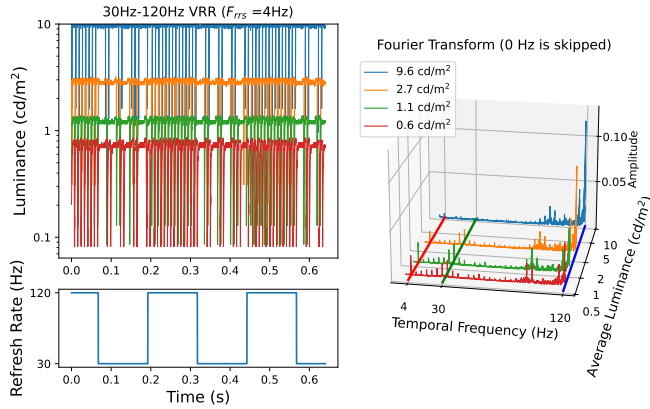 30Hz-120Hz VRR (Frrs =4Hz)
Luminance (cd/m²)
10
1
0.1
0.0 0.1 0.2 0.3 0.4 0.5 0.6
Refresh Rate (Hz)
120
30
0.0 0.1 0.2 0.3 0.4 0.5 0.6
Time (s)
Fourier Transform (0 Hz is skipped)
9.6 cd/m²
2.7 cd/m²
1.1 cd/m²
0.6 cd/m²
0.10
0.05
Amplitude
10
5
2
1
0.5
Average Luminance (cd/m²)
4 30 120
Temporal Frequency (Hz)